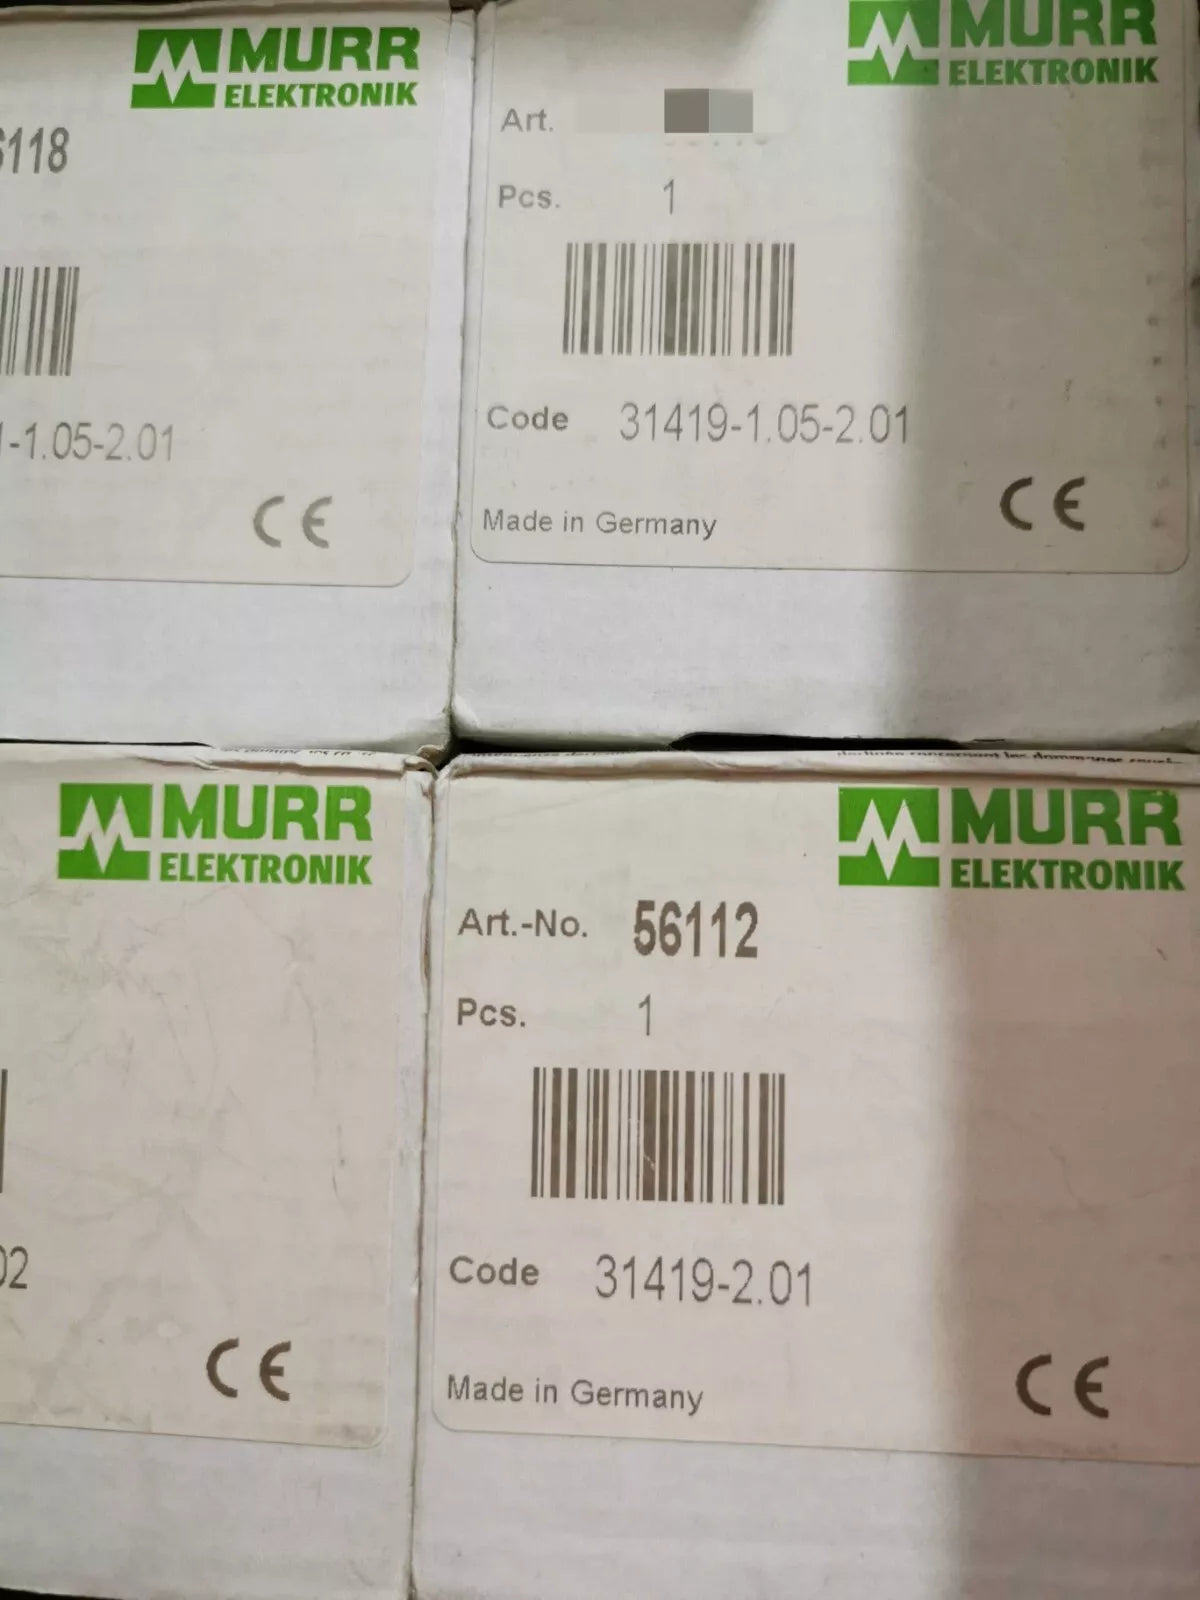 MURR
ELEKTRONIK
6118
-1.05-2.01
CE
MURR
ELEKTRONIK
Art.
Pcs. 1
Code 31419-1.05-2.01
Made in Germany
CE
MURR
ELEKTRONIK
02
CE
MURR
ELEKTRONIK
Art.-No. 56112
Pcs. 1
Code 31419-2.01
Made in Germany
CE